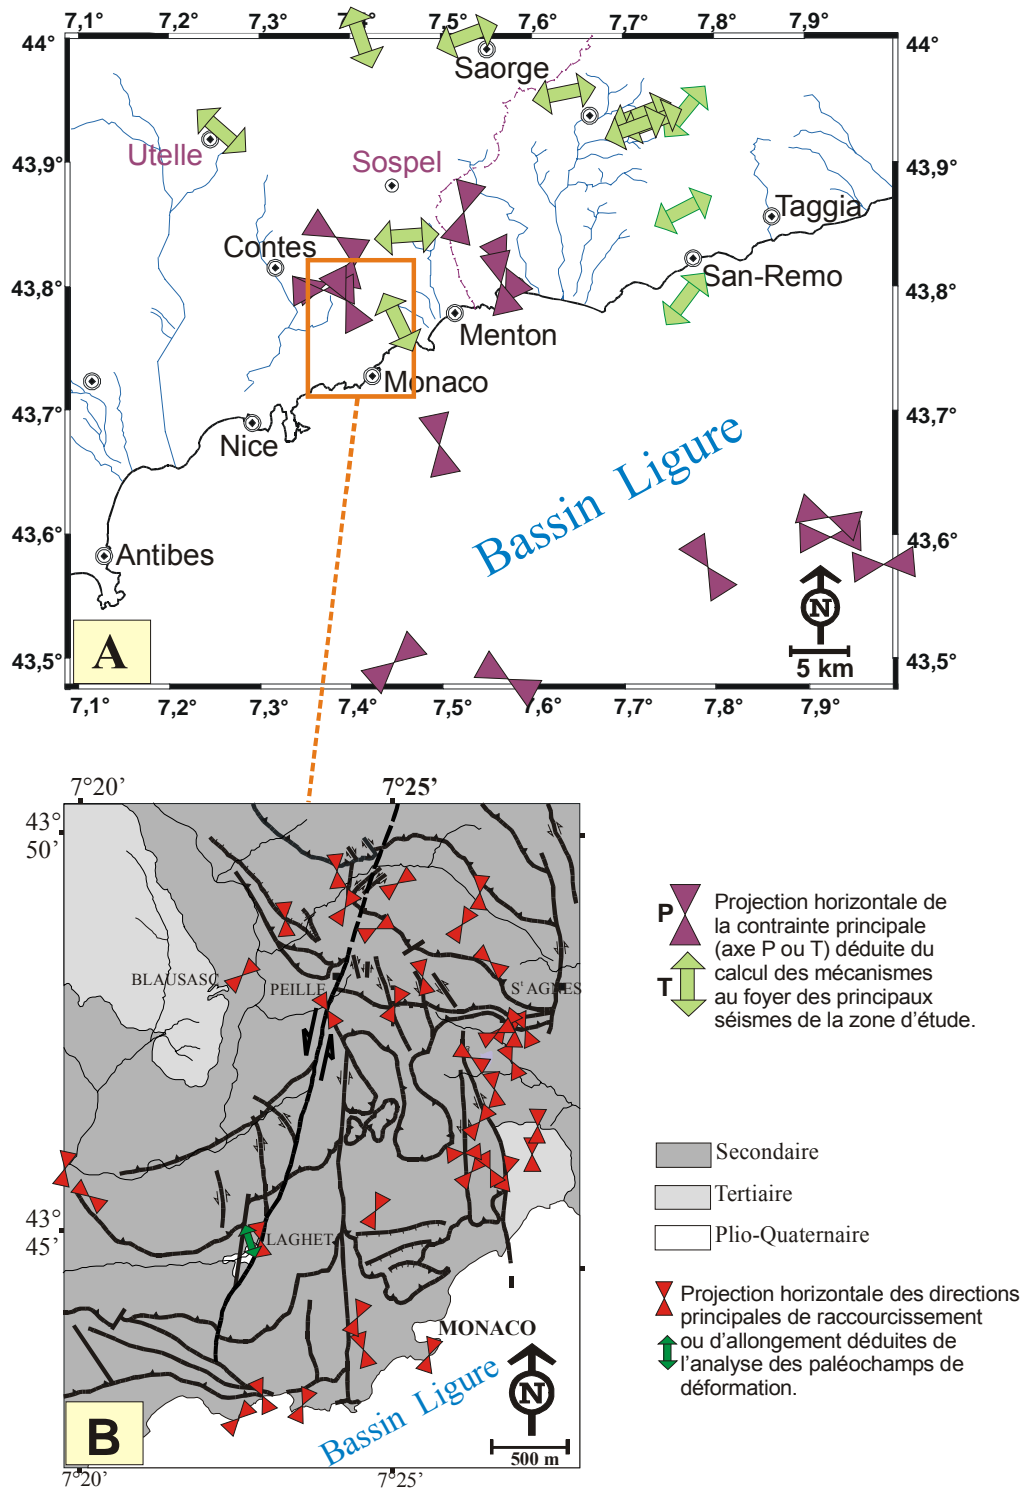 7,1° 7,2° 7,3° 7,4° 7,5° 7,6° 7,7° 7,8° 7,9°
44° 44°
Saorge
Utelle
43,9° 43,9°
Sospel
Taggia
Contes
San-Remo
43,8° 43,8°
Menton
Monaco
43,7° 43,7°
Nice
Bassin Ligure
43,6° 43,6°
Antibes
N
A
43,5° 43,5°
5 km
7,1° 7,2° 7,3° 7,4° 7,5° 7,6° 7,7° 7,8° 7,9°
7°20’ 7°25’
43°
50’
BLAUSASC
PEILLE
St AGNES
43°
45’
LAGHET
MONACO
N
Bassin Ligure
B
500 m
7°20’ 7°25’
P
T
Projection horizontale de
la contrainte principale
(axe P ou T) déduite du
calcul des mécanismes
au foyer des principaux
séismes de la zone d’étude.
Secondaire
Tertiaire
Plio-Quaternaire
Projection horizontale des directions
principales de raccourcissement
ou d’allongement déduites de
l’analyse des paléochamps de
déformation.